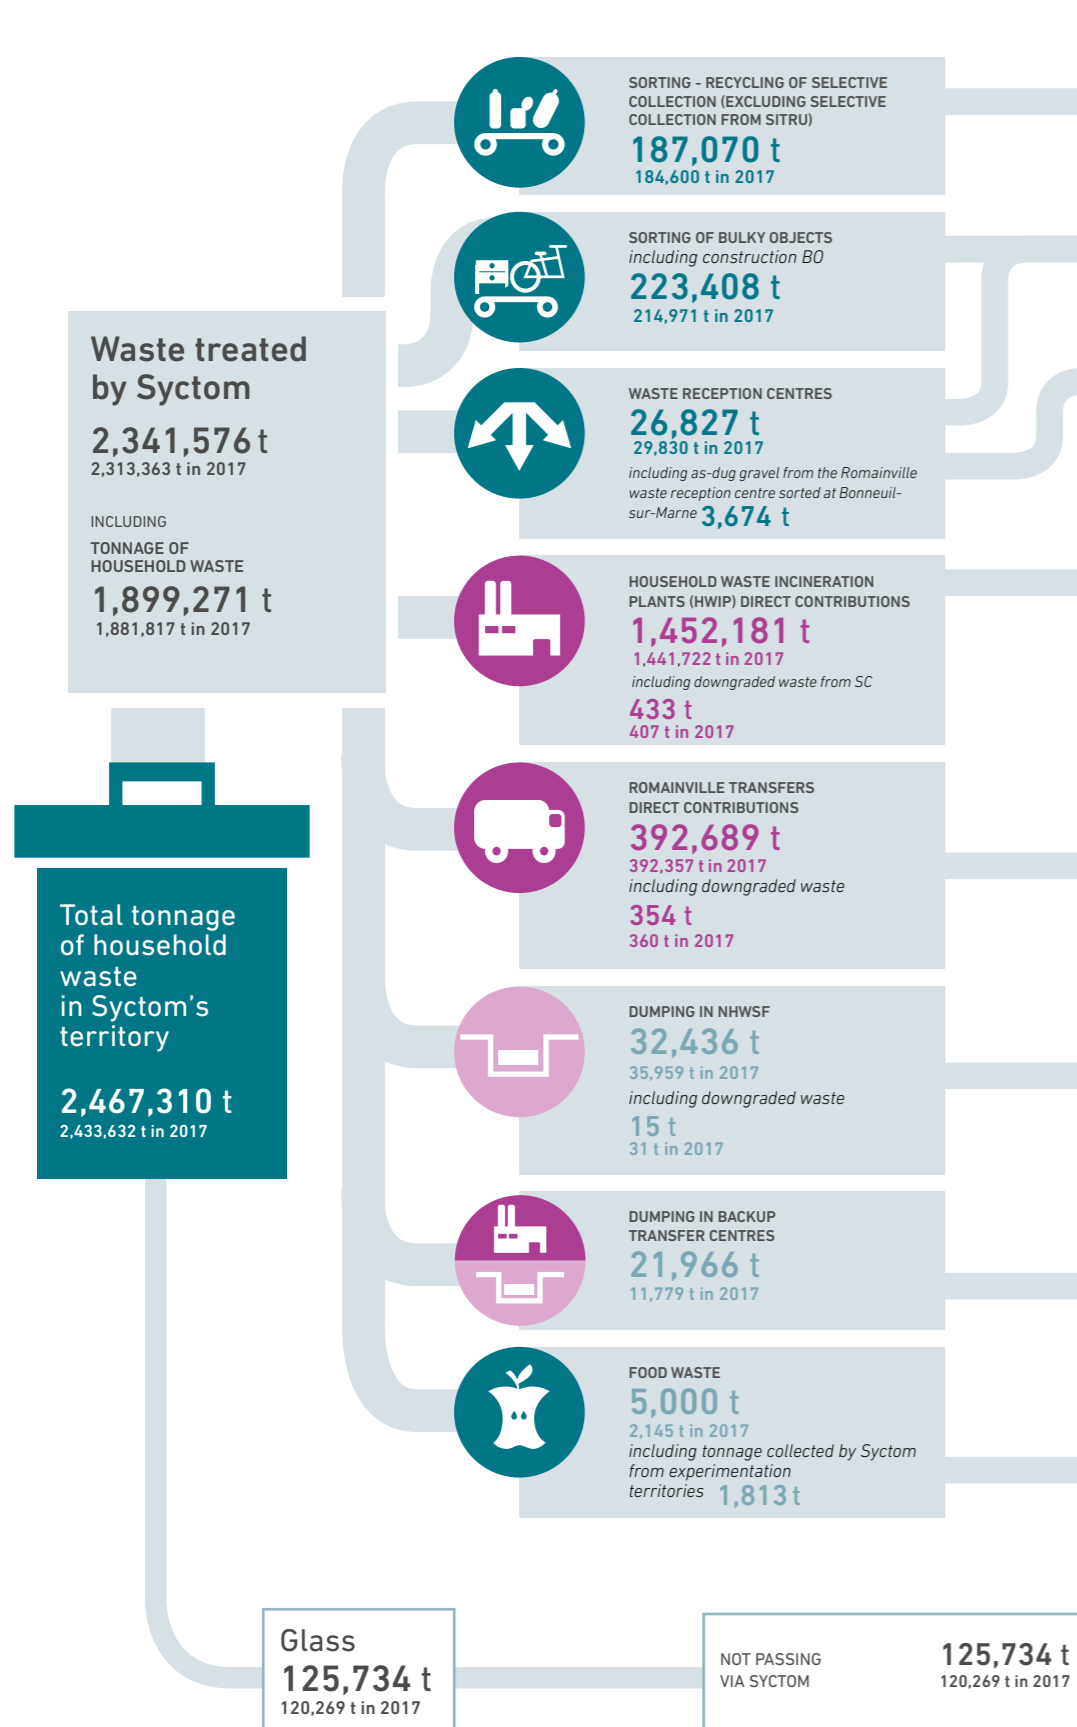 Waste treated
by Syctom
2,341,576 t
2,313,363 t in 2017
INCLUDING
TONNAGE OF
HOUSEHOLD WASTE
1,899,271 t
1,881,817 t in 2017
Total tonnage
of household
waste
in Syctom's
territory
2,467,310 t
2,433,632 t in 2017
SORTING - RECYCLING OF SELECTIVE
COLLECTION (EXCLUDING SELECTIVE
COLLECTION FROM SITRU)
187,070 t
184,600 t in 2017
SORTING OF BULKY OBJECTS
including construction BO
223,408 t
214,971 t in 2017
WASTE RECEPTION CENTRES
26,827 t
29,830 t in 2017
including as-dug gravel from the Romainville
waste reception centre sorted at Bonneuil-
sur-Marne 3,674 t
HOUSEHOLD WASTE INCINERATION
PLANTS (HWIP) DIRECT CONTRIBUTIONS
1,452,181 t
1,441,722 t in 2017
including downgraded waste from SC
433 t
407 t in 2017
ROMAINVILLE TRANSFERS
DIRECT CONTRIBUTIONS
392,689 t
392,357 t in 2017
including downgraded waste
354 t
360 t in 2017
DUMPING IN NHWSF
32,436 t
35,959 t in 2017
including downgraded waste
15 t
31 t in 2017
DUMPING IN BACKUP
TRANSFER CENTRES
21,966 t
11,779 t in 2017
FOOD WASTE
5,000 t
2,145 t in 2017
including tonnage collected by Syctom
from experimentation
territories 1,813 t
Glass
125,734 t
120,269 t in 2017
NOT PASSING
VIA SYCTOM
125,734 t
120,269 t in 2017